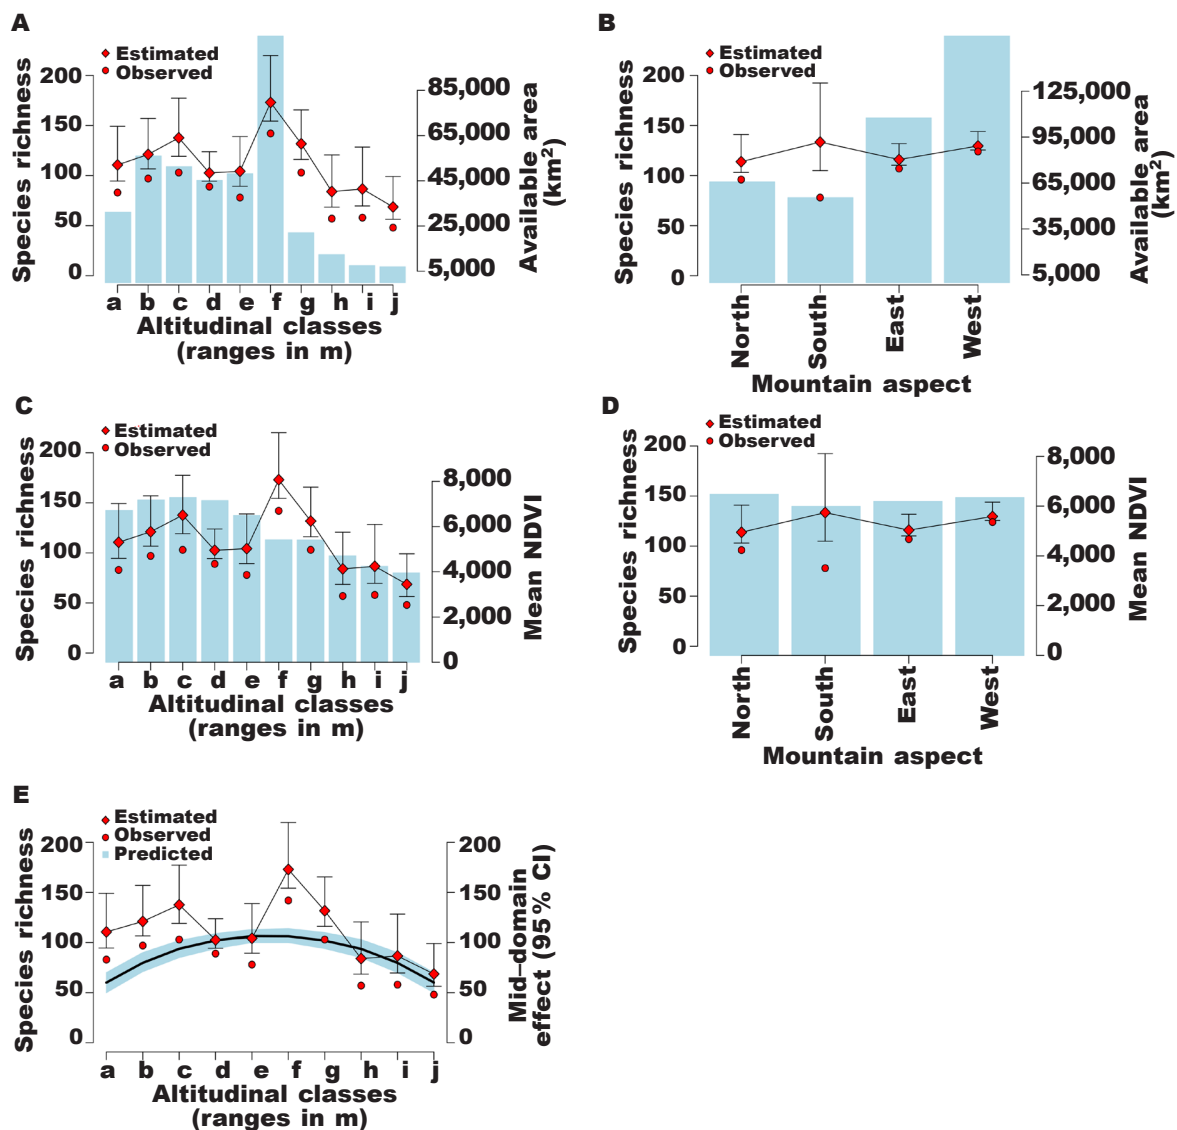 A
Estimated
Observed
Species richness
200
150
100
50
0
85,000
65,000
45,000
25,000
5,000
Available area
(km2)
a b c d e f g h i j
Altitudinal classes
(ranges in m)
B
Estimated
Observed
Species richness
200
150
100
50
0
125,000
95,000
65,000
35,000
5,000
Available area
(km2)
North South East West
Mountain aspect
C
Estimated
Observed
Species richness
200
150
100
50
0
8,000
6,000
4,000
2,000
0
Mean NDVI
a b c d e f g h i j
Altitudinal classes
(ranges in m)
D
Estimated
Observed
Species richness
200
150
100
50
0
8,000
6,000
4,000
2,000
0
Mean NDVI
North South East West
Mountain aspect
E
Estimated
Observed
Predicted
Species richness
200
150
100
50
0
200
150
100
50
0
Mid–domain
effect (95% CI)
a b c d e f g h i j
Altitudinal classes
(ranges in m)